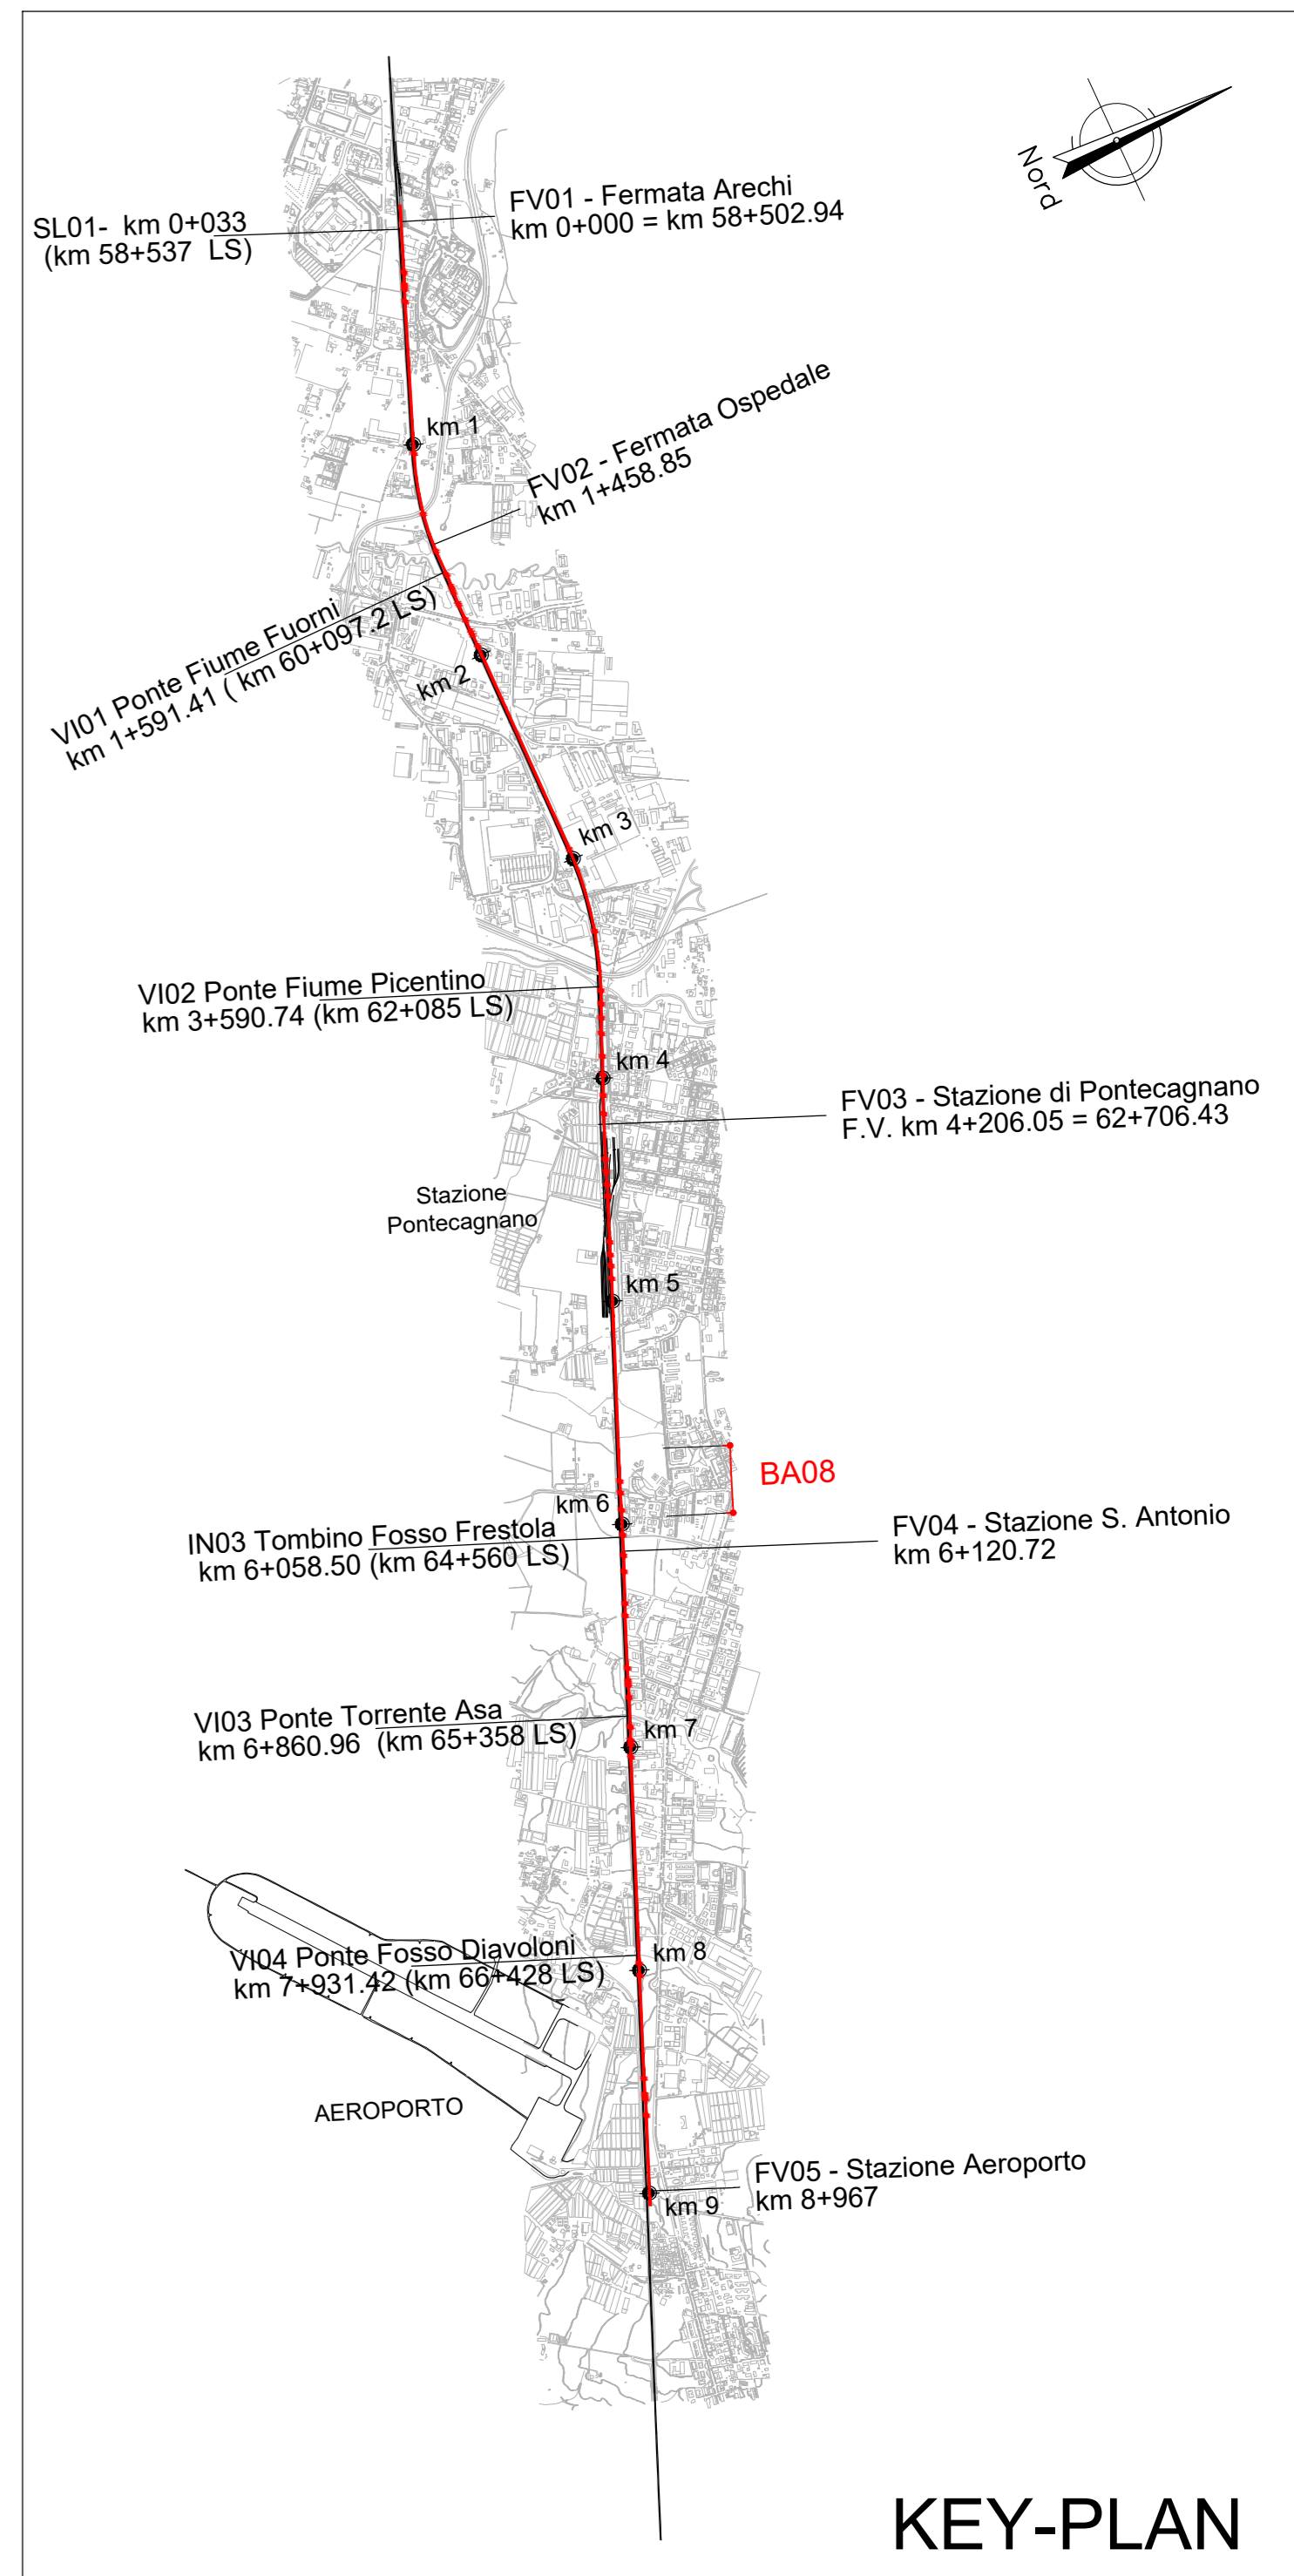 Nord
FV01 - Fermata Arechi
km 0+000 = km 58+502.94
SL01- km 0+033
(km 58+537 LS)
km 1
FV02 - Fermata Ospedale
km 1+458.85
VI01 Ponte Fiume Fuorni
km 1+591.41 ( km 60+097.2 LS)
km 2
km 3
VI02 Ponte Fiume Picentino
km 3+590.74 (km 62+085 LS)
km 4
FV03 - Stazione di Pontecagnano
F.V. km 4+206.05 = 62+706.43
Stazione
Pontecagnano
km 5
BA08
km 6
IN03 Tombino Fosso Frestola
km 6+058.50 (km 64+560 LS)
FV04 - Stazione S. Antonio
km 6+120.72
VI03 Ponte Torrente Asa
km 6+860.96 (km 65+358 LS)
km 7
VI04 Ponte Fosso Diavoloni
km 7+931.42 (km 66+428 LS)
km 8
AEROPORTO
FV05 - Stazione Aeroporto
km 8+967
km 9
KEY-PLAN